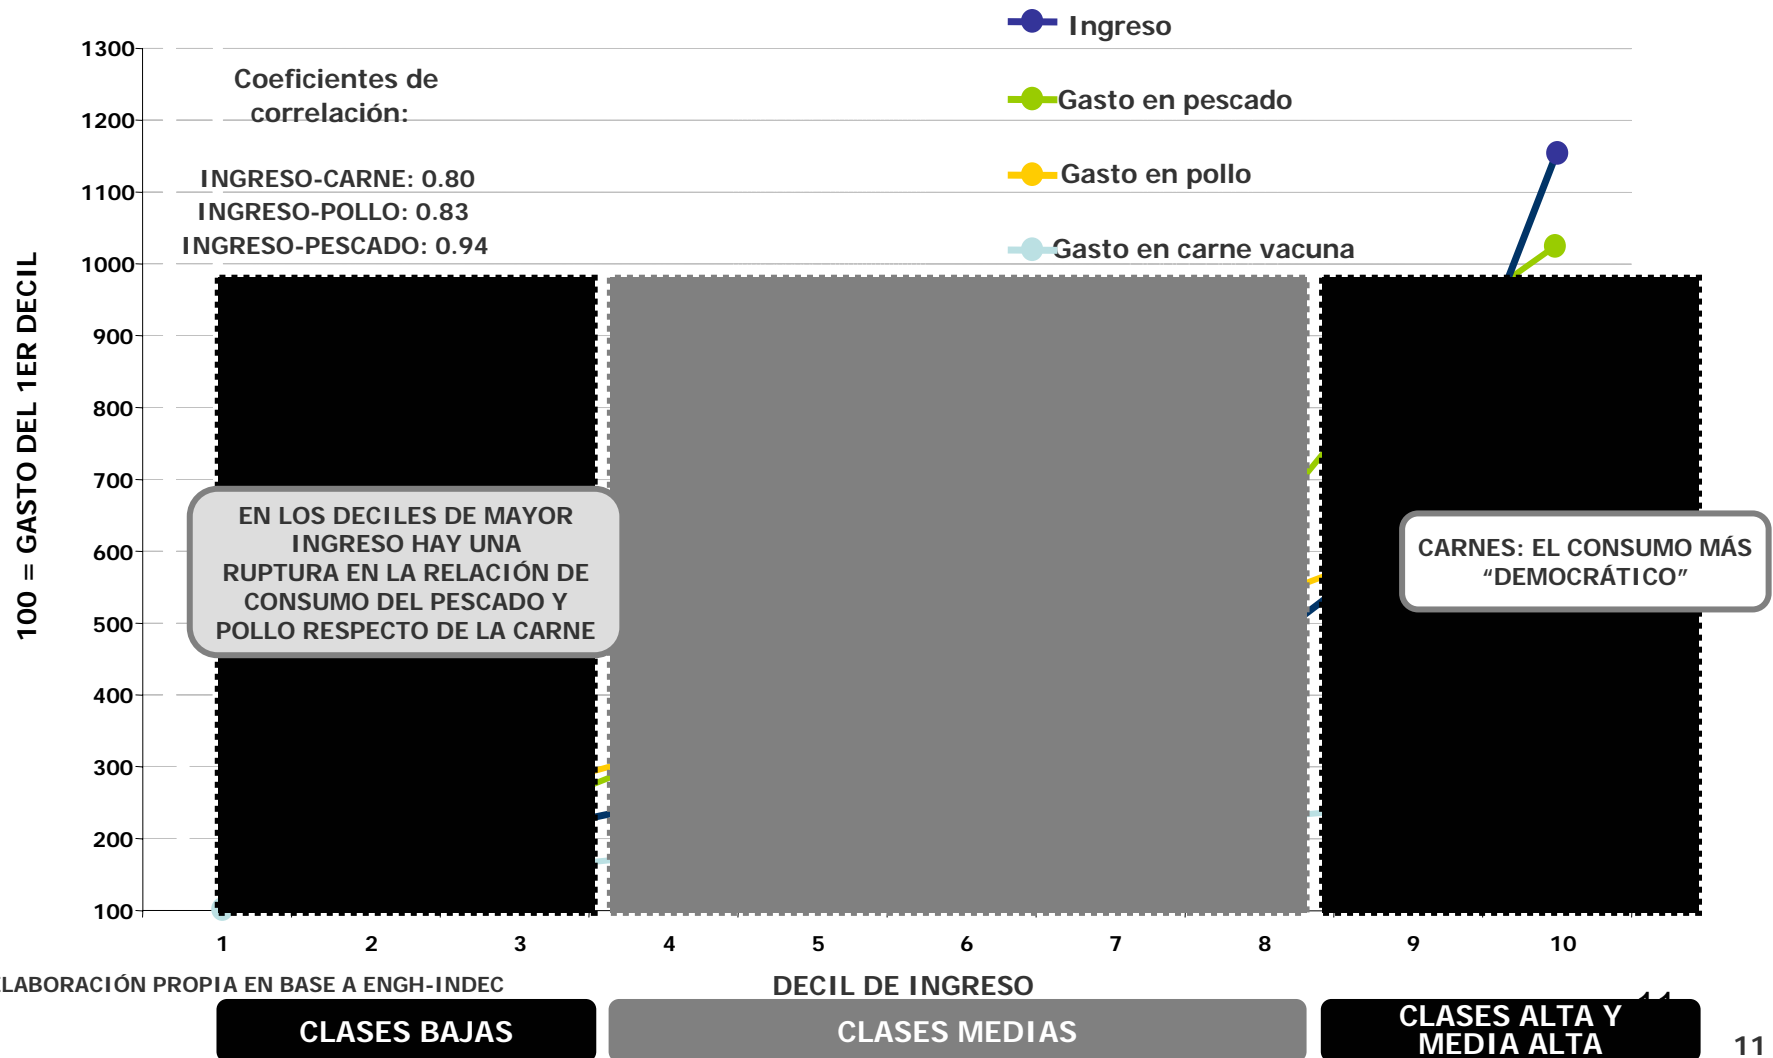 Ingreso
Gasto en pescado
Gasto en pollo
Gasto en carne vacuna
Coeficientes de
correlación:
INGRESO-CARNE: 0.80
INGRESO-POLLO: 0.83
INGRESO-PESCADO: 0.94
100 = GASTO DEL 1ER DECIL
1300
1200
1100
1000
900
800
700
600
500
400
300
200
100
EN LOS DECILES DE MAYOR
INGRESO HAY UNA
RUPTURA EN LA RELACIÓN DE
CONSUMO DEL PESCADO Y
POLLO RESPECTO DE LA CARNE
CARNES: EL CONSUMO MÁS
“DEMOCRÁTICO”
1 2 3 4 5 6 7 8 9 10
ELABORACIÓN PROPIA EN BASE A ENGH-INDEC
DECIL DE INGRESO
CLASES BAJAS
CLASES MEDIAS
CLASES ALTA Y
MEDIA ALTA
11